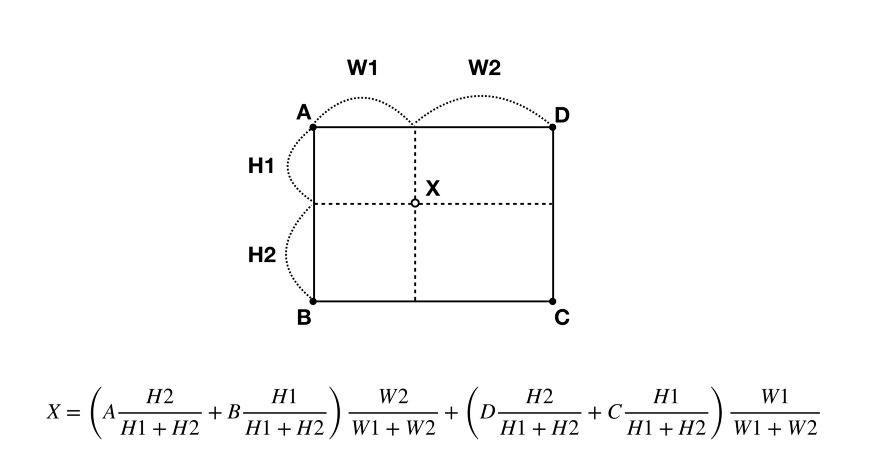 W1 W2
A D
H1
X
H2
B C
X = ( A H2/(H1 + H2) + B H1/(H1 + H2) ) W2/(W1 + W2) + ( D H2/(H1 + H2) + C H1/(H1 + H2) ) W1/(W1 + W2)